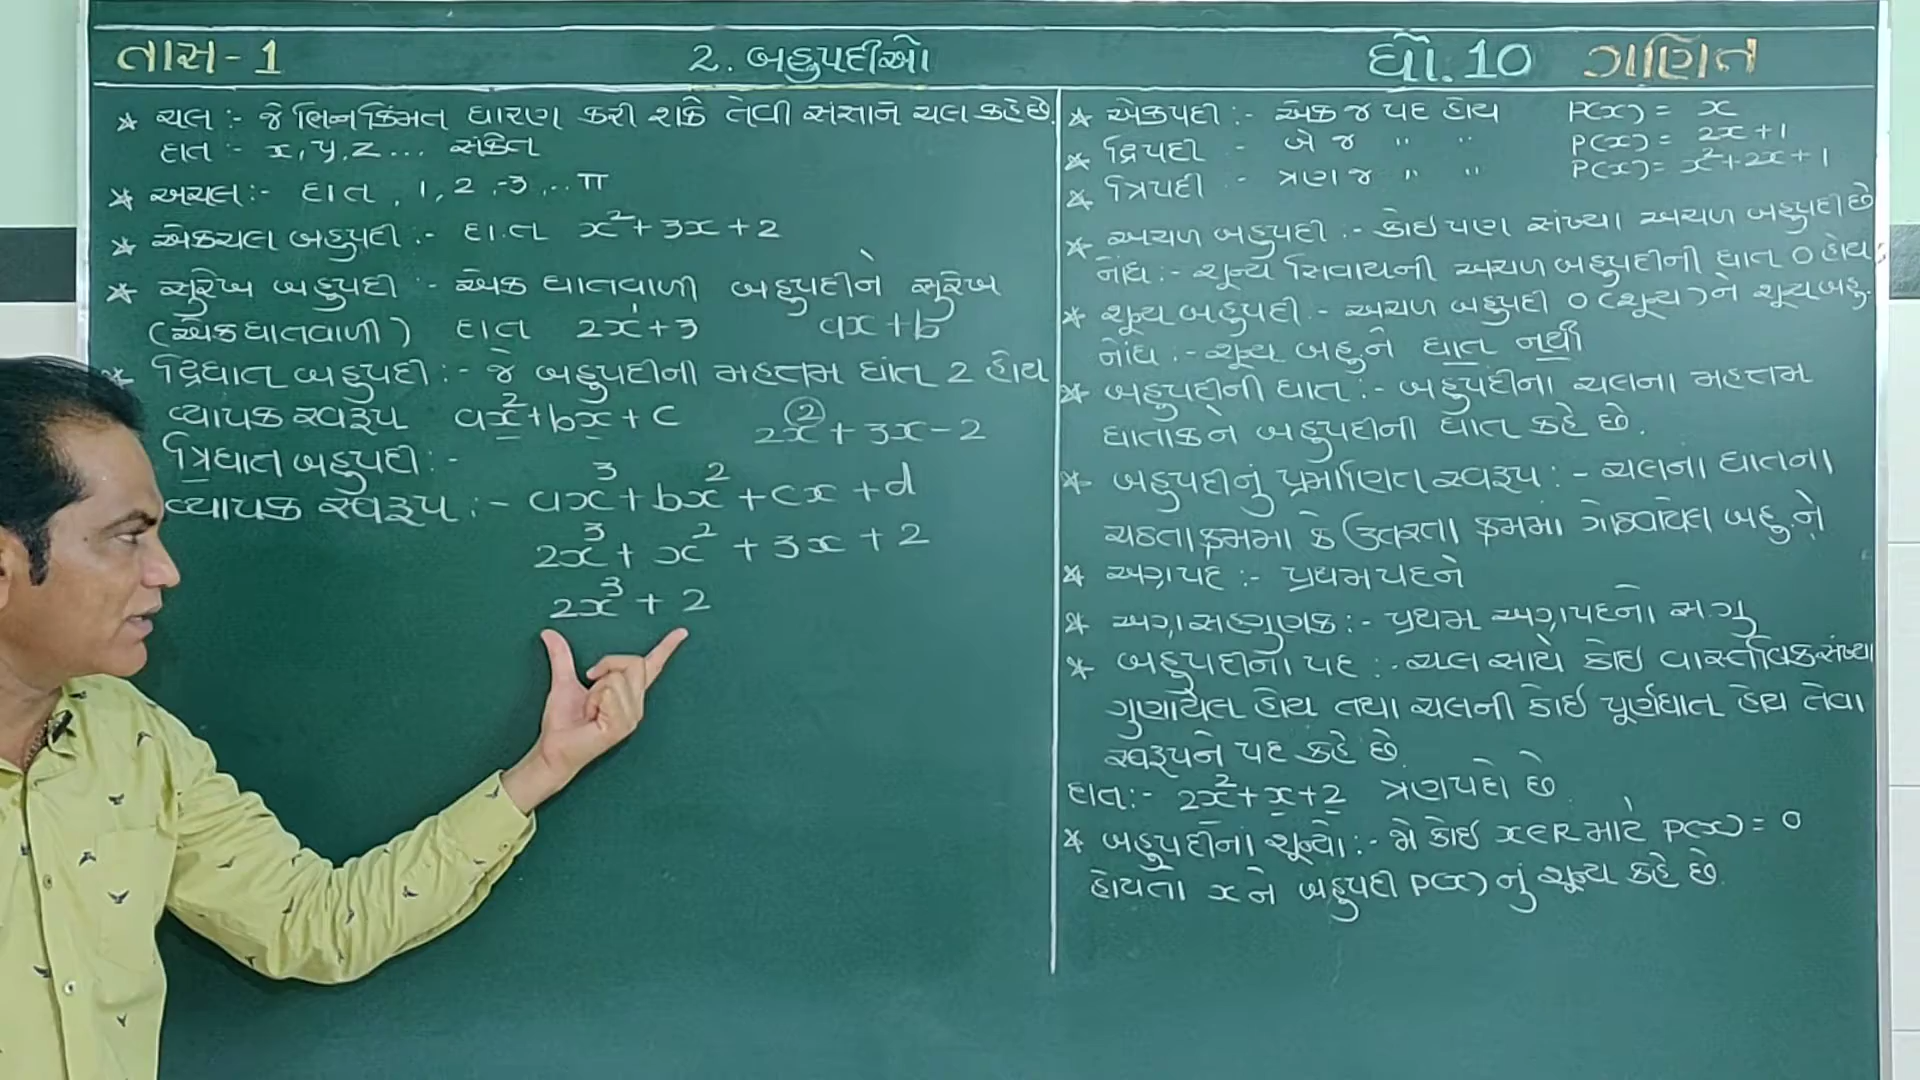 તાસ - 1
2. બહુપદીઓ
ધો. 10 ગણિત
* ચલ :- જે ભિન્ન કિંમત ધારણ કરી શકે તેવી સંજ્ઞાને ચલ કહે છે.
દા.ત :- x, y, z ... સંકેત
* અચલ :- દા ત , 1, 2, -3, .. π
* એકચલ બહુપદી :- દા.ત x² + 3x + 2
* સુરેખ બહુપદી :- એક ઘાતવાળી બહુપદીને સુરેખ
(એક ઘાતવાળી) દા ત 2x¹ + 3 ax + b
* દ્વિઘાત બહુપદી :- જે બહુપદીની મહત્તમ ઘાત 2 હોય
વ્યાપક સ્વરૂપ ax² + bx + c 2x² + 3x - 2
ત્રિઘાત બહુપદી :-
વ્યાપક સ્વરૂપ :- ax³ + bx² + cx + d
2x³ + x² + 3x + 2
2x³ + 2
* એકપદી :- એક જ પદ હોય P(x) = x
* દ્વિપદી - બે જ " " P(x) = 2x + 1
* ત્રિપદી - ત્રણ જ " " P(x) = x² + 2x + 1
* અચળ બહુપદી :- કોઇ પણ સંખ્યા અચળ બહુપદી છે
નોંધ :- શૂન્ય સિવાયની અચળ બહુપદીની ઘાત 0 હોય
* શૂન્ય બહુપદી :- અચળ બહુપદી 0 (શૂન્ય) ને શૂન્ય બહુ.
નોંધ :- શૂન્ય બહુ.ને ઘાત નથી
* બહુપદીની ઘાત :- બહુપદીના ચલના મહત્તમ
ઘાતાંકને બહુપદીની ઘાત કહે છે.
* બહુપદીનું પ્રમાણિત સ્વરૂપ :- ચલના ઘાતના
ચઢતા ક્રમમાં કે ઉતરતા ક્રમમાં ગોઠવાયેલ બહુ.ને
* અગ્રપદ :- પ્રથમપદને
* અગ્ર સહગુણક :- પ્રથમ અગ્રપદનો સ.ગુ
* બહુપદીના પદ :- ચલ સાથે કોઇ વાસ્તવિક સંખ્યા
ગુણાયેલ હોય તથા ચલની કોઈ પૂર્ણઘાત હોય તેવા
સ્વરૂપને પદ કહે છે.
દા.ત :- 2x² + x + 2 ત્રણ પદો છે
* બહુપદીના શૂન્યો :- જો કોઇ x∈R માટે P(x) = 0
હોયતો x ને બહુપદી P(x) નું શૂન્ય કહે છે.